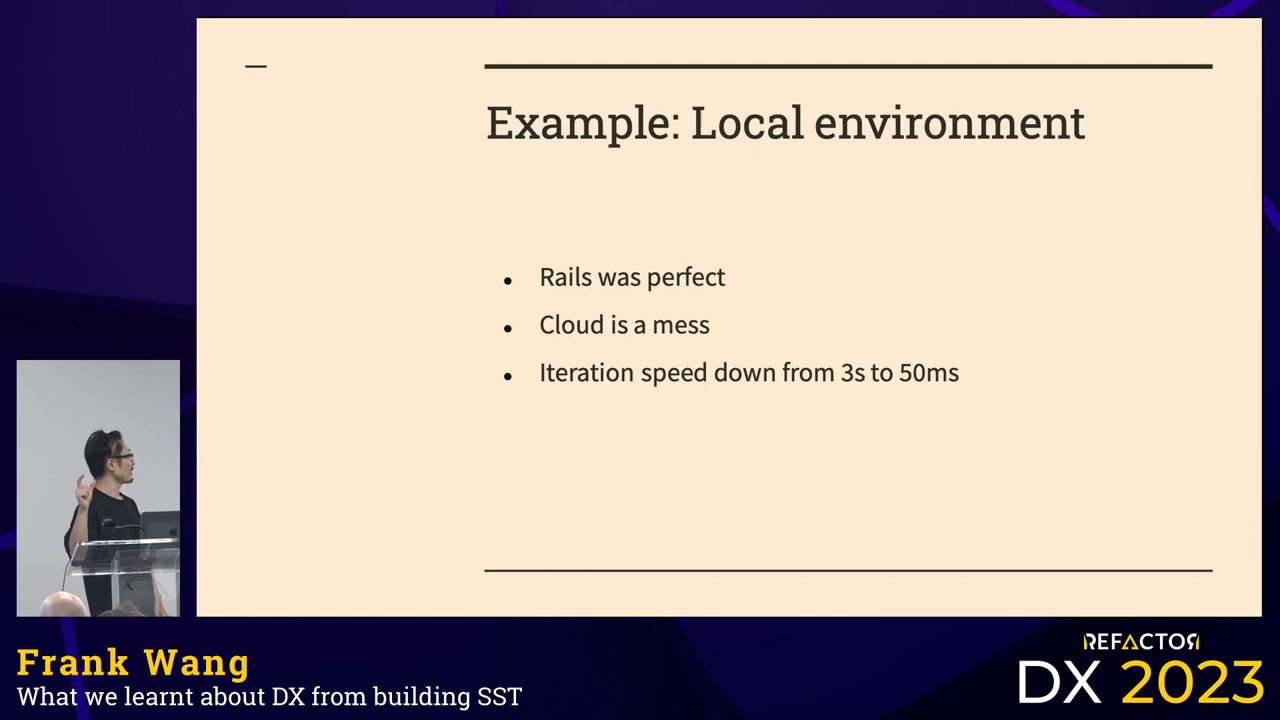 Example: Local environment
Rails was perfect
Cloud is a mess
Iteration speed down from 3s to 50ms
Frank Wang
What we learnt about DX from building SST
REFACTOR
DX 2023